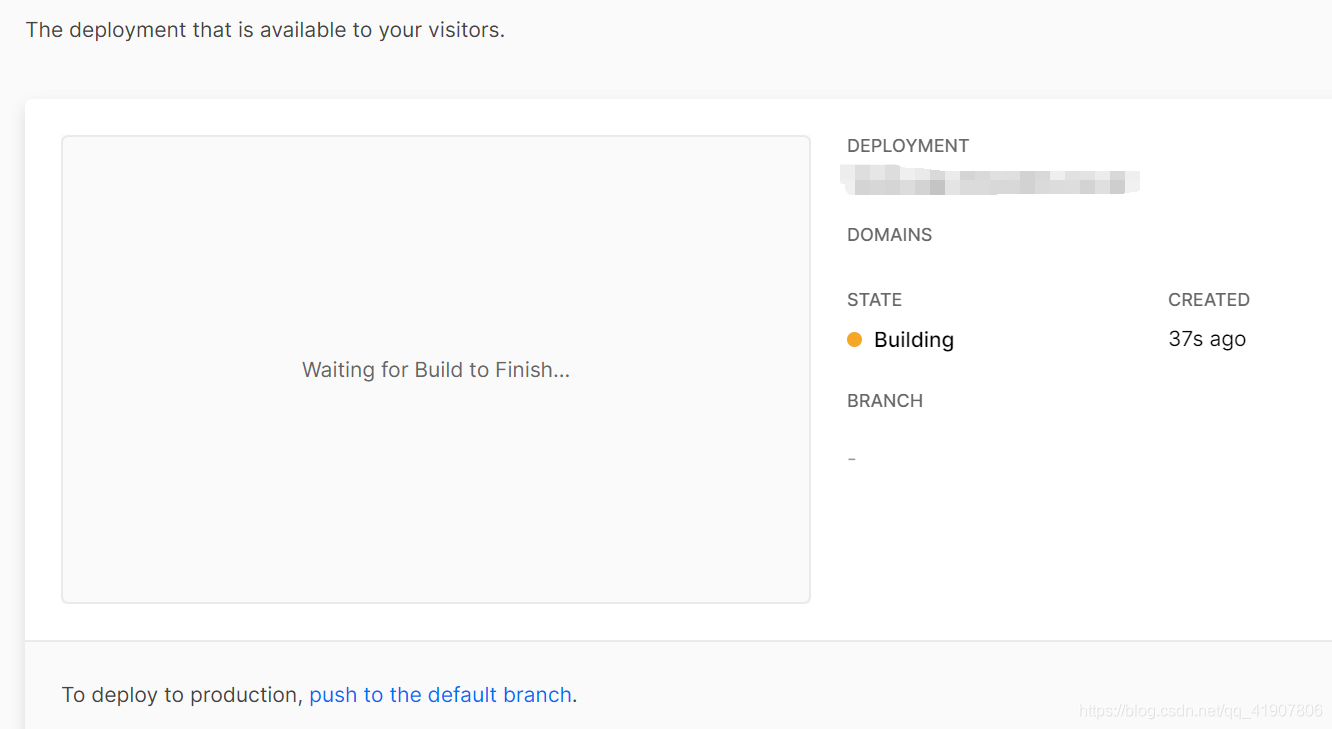 The deployment that is available to your visitors.
DEPLOYMENT
DOMAINS
STATE
CREATED
Building
37s ago
Waiting for Build to Finish...
BRANCH
-
To deploy to production, push to the default branch.
https://blog.csdn.net/qq_41907806